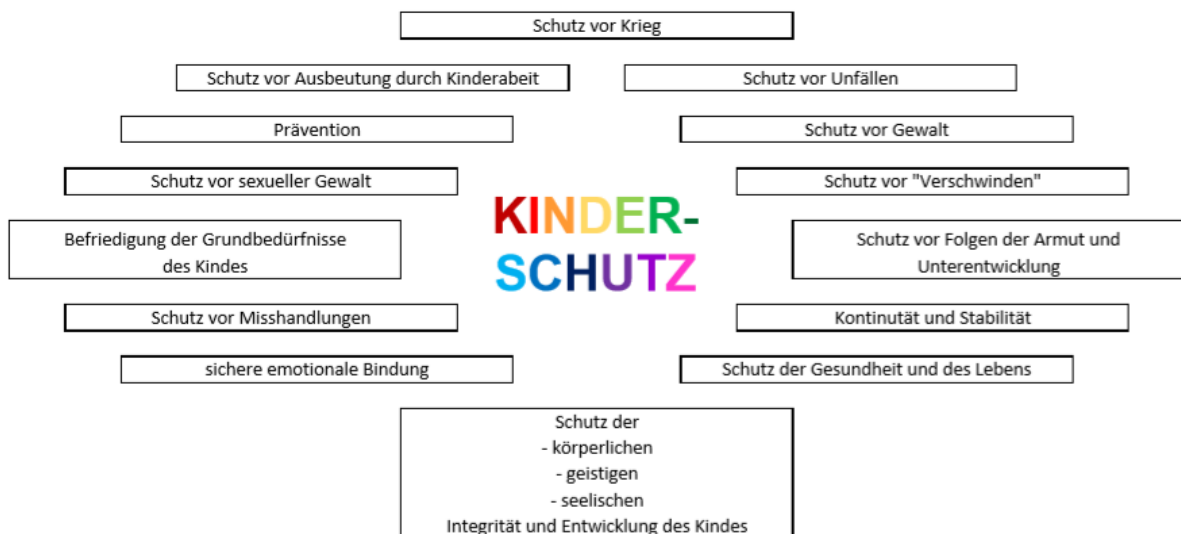 Schutz vor Krieg
Schutz vor Ausbeutung durch Kinderabeit
Schutz vor Unfällen
Prävention
Schutz vor Gewalt
Schutz vor sexueller Gewalt
Schutz vor "Verschwinden"
KINDER-
SCHUTZ
Befriedigung der Grundbedürfnisse
des Kindes
Schutz vor Folgen der Armut und
Unterentwicklung
Schutz vor Misshandlungen
Kontinutät und Stabilität
sichere emotionale Bindung
Schutz der Gesundheit und des Lebens
Schutz der
- körperlichen
- geistigen
- seelischen
Integrität und Entwicklung des Kindes